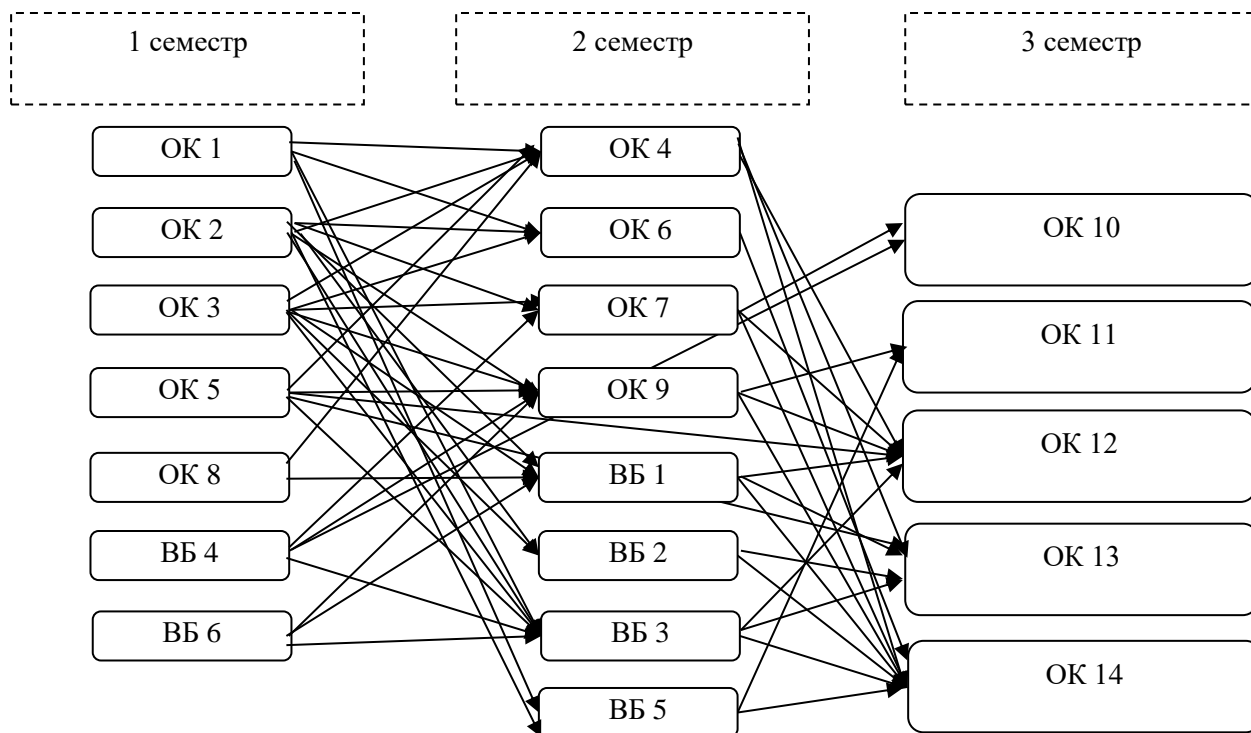 1 семестр
2 семестр
3 семестр
ОК 1
ОК 2
ОК 3
ОК 5
ОК 8
ВБ 4
ВБ 6
ОК 4
ОК 6
ОК 7
ОК 9
ВБ 1
ВБ 2
ВБ 3
ВБ 5
ОК 10
ОК 11
ОК 12
ОК 13
ОК 14